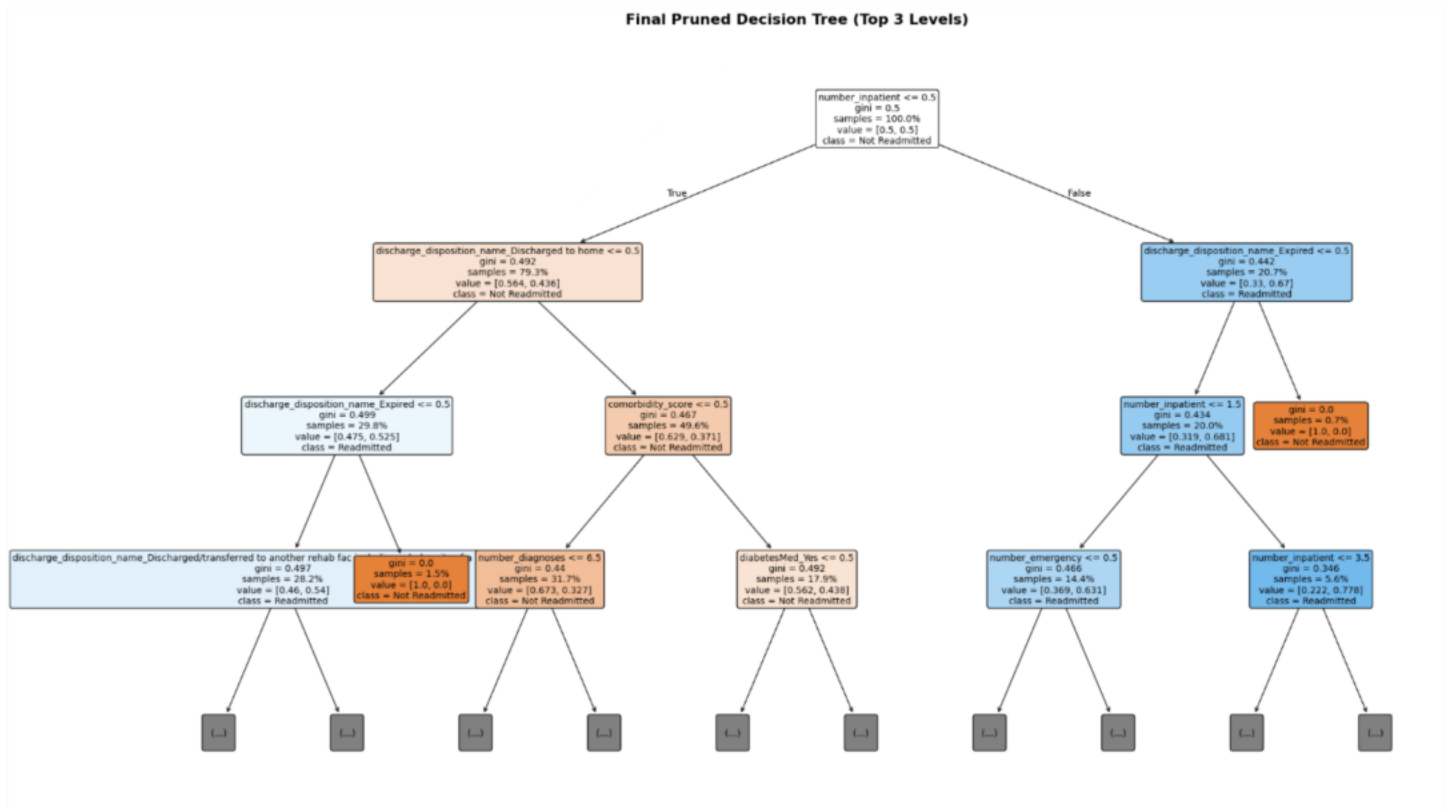 Final Pruned Decision Tree (Top 3 Levels)
number_inpatient <= 0.5
gini = 0.5
samples = 100.0%
value = [0.5, 0.5]
class = Not Readmitted
True
False
discharge_disposition_name_Discharged to home <= 0.5
gini = 0.492
samples = 79.3%
value = [0.564, 0.436]
class = Not Readmitted
discharge_disposition_name_Expired <= 0.5
gini = 0.442
samples = 20.7%
value = [0.33, 0.67]
class = Readmitted
discharge_disposition_name_Expired <= 0.5
gini = 0.499
samples = 29.8%
value = [0.475, 0.525]
class = Readmitted
comorbidity_score <= 0.5
gini = 0.467
samples = 49.6%
value = [0.629, 0.371]
class = Not Readmitted
number_inpatient <= 1.5
gini = 0.434
samples = 20.0%
value = [0.319, 0.681]
class = Readmitted
gini = 0.0
samples = 0.7%
value = [1.0, 0.0]
class = Not Readmitted
discharge_disposition_name_Discharged/transferred to another rehab fac
gini = 0.497
samples = 28.2%
value = [0.46, 0.54]
class = Readmitted
gini = 0.0
samples = 1.5%
value = [1.0, 0.0]
class = Not Readmitted
number_diagnoses <= 6.5
gini = 0.44
samples = 31.7%
value = [0.673, 0.327]
class = Not Readmitted
diabetesMed_Yes <= 0.5
gini = 0.492
samples = 17.9%
value = [0.562, 0.438]
class = Not Readmitted
number_emergency <= 0.5
gini = 0.466
samples = 14.4%
value = [0.369, 0.631]
class = Readmitted
number_inpatient <= 3.5
gini = 0.346
samples = 5.6%
value = [0.222, 0.778]
class = Readmitted
(...)
(...)
(...)
(...)
(...)
(...)
(...)
(...)
(...)
(...)